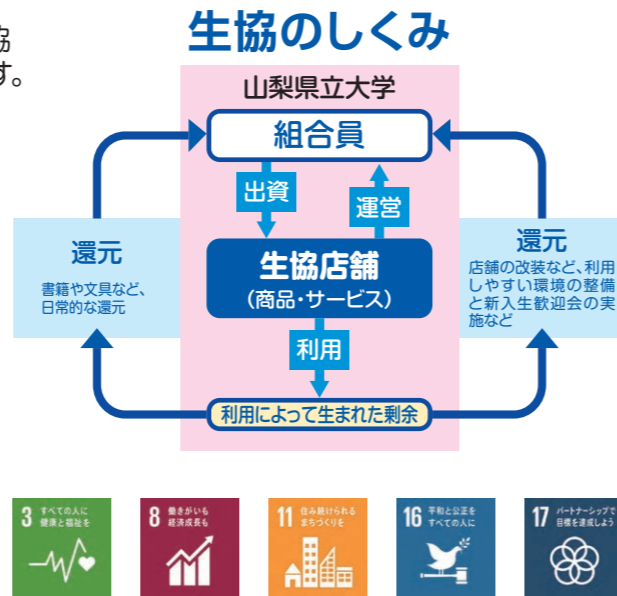 協
す。
生協のしくみ
山梨県立大学
組合員
出資
運営
還元
書籍や文具など、
日常的な還元
生協店舗
(商品・サービス)
還元
店舗の改装など、利用
しやすい環境の整備
と新入生歓迎会の実
施など
利用
利用によって生まれた剰余
3 すべての人に
健康と福祉を
8 働きがいも
経済成長も
11 住み続けられる
まちづくりを
16 平和と公正を
すべての人に
17 パートナーシップで
目標を達成しよう